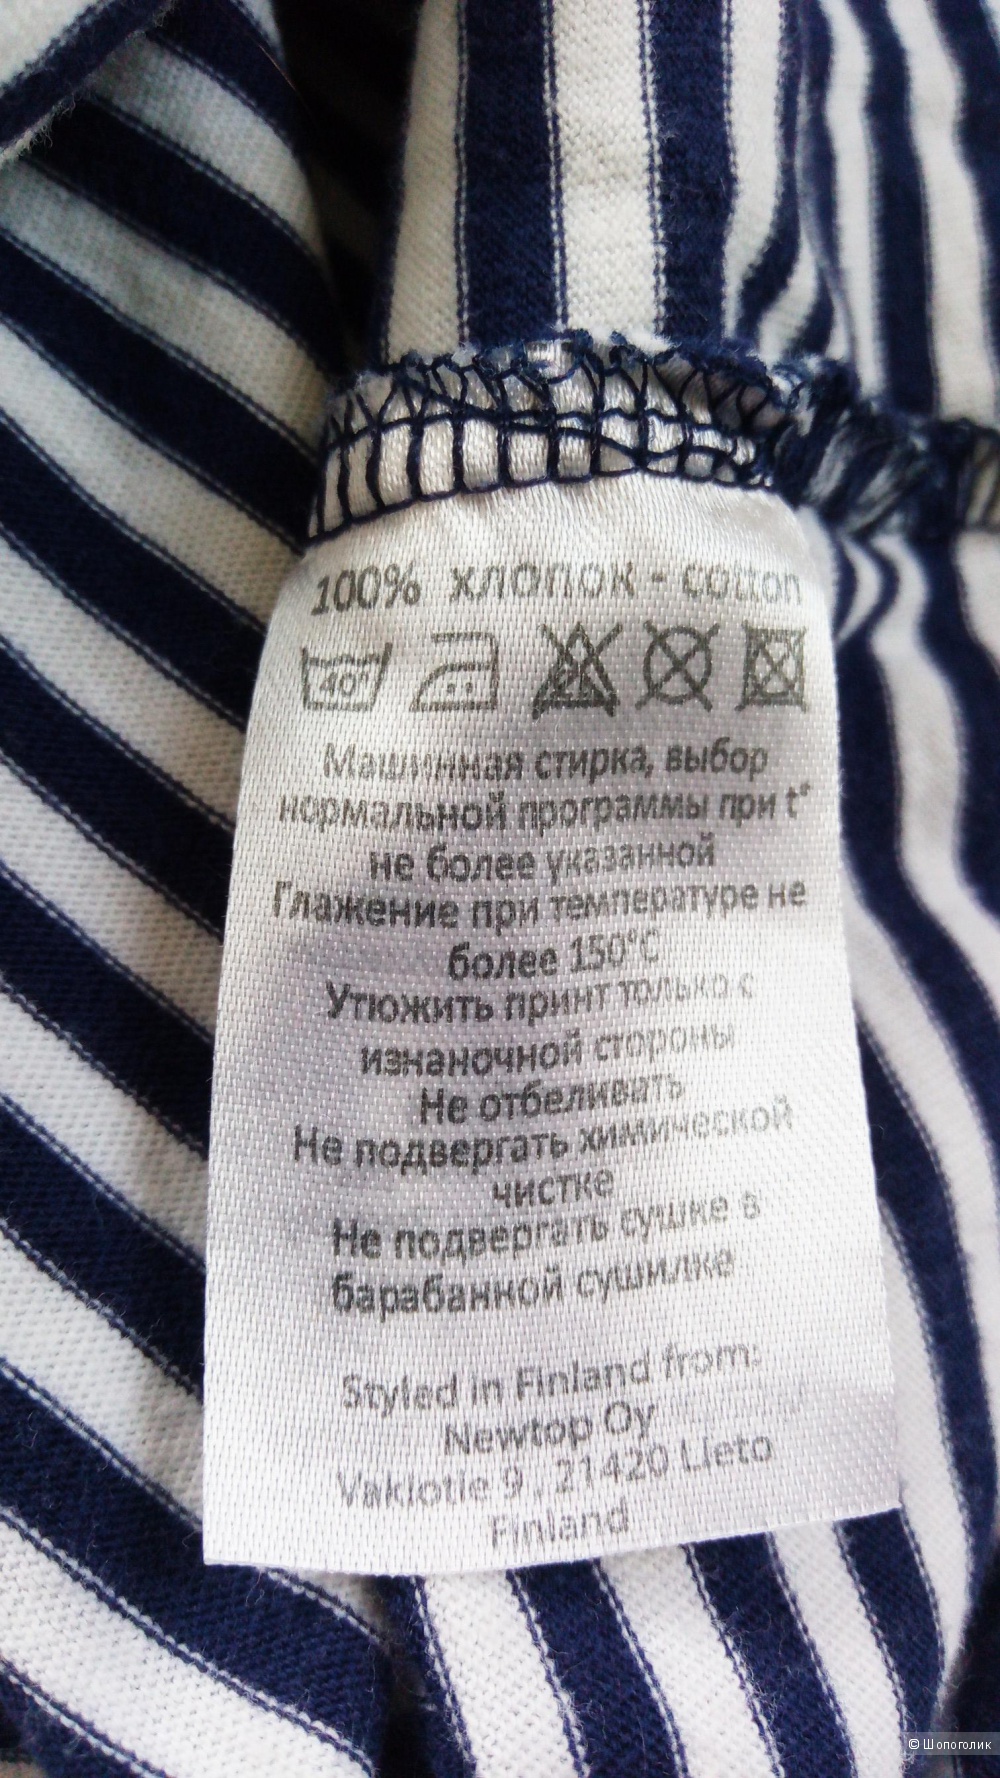 100% хлопок - cotton
40°
Машинная стирка, выбор
нормальной программы при t°
не более указанной
Глажение при температуре не
более 150°C
Утюжить принт только с
изнаночной стороны
Не отбеливать
Не подвергать химической
чистке
Не подвергать сушке в
барабанной сушилке
Styled in Finland from:
Newtop Oy
Vakiotie 9 , 21420 Lieto
Finland
© Шопоголик